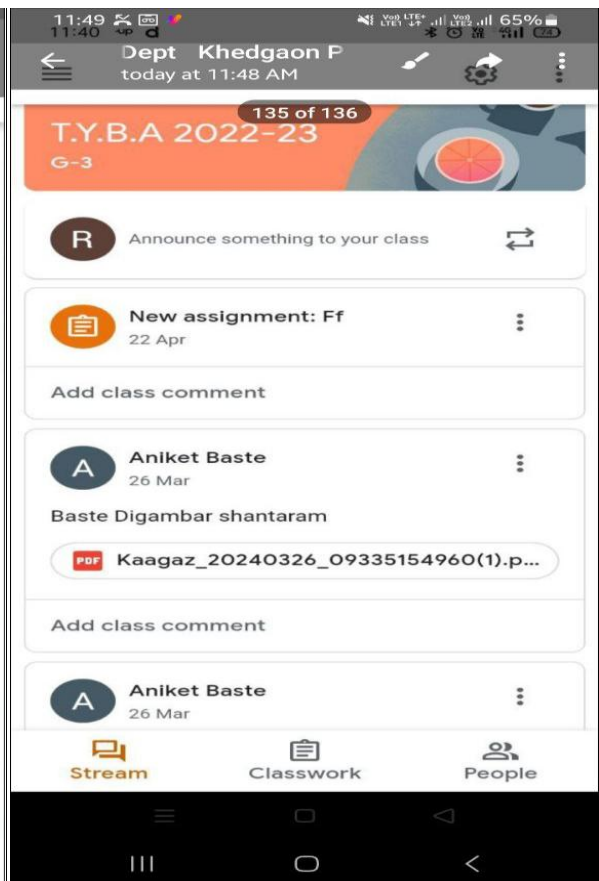 11:49 65%
11:40
Dept Khedgaon P
today at 11:48 AM
135 of 136
T.Y.B.A 2022-23
G-3
R Announce something to your class
New assignment: Ff
22 Apr
Add class comment
A Aniket Baste
26 Mar
Baste Digambar shantaram
PDF Kaagaz_20240326_09335154960(1).p...
Add class comment
A Aniket Baste
26 Mar
Stream Classwork People